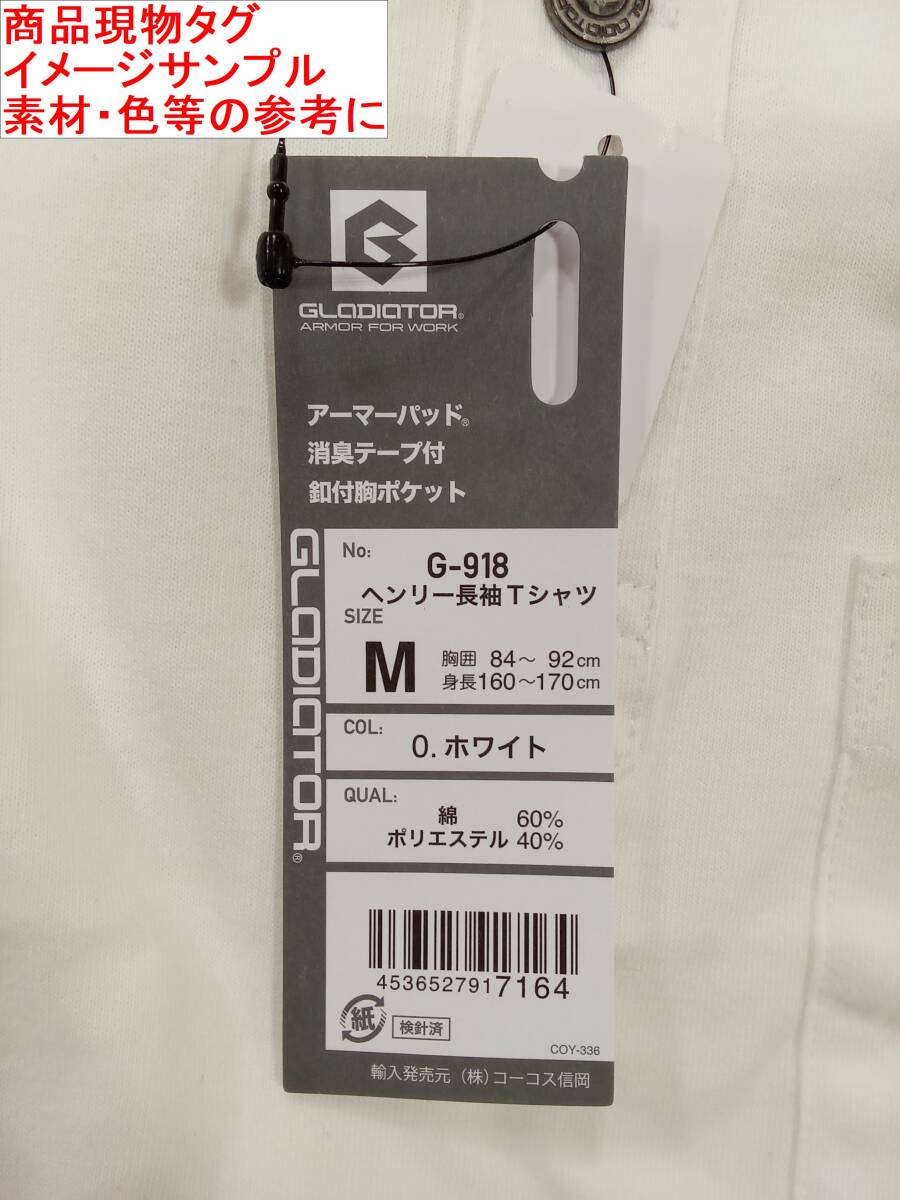 商品現物タグ
イメージサンプル
素材・色等の参考に
GLADIATOR
GLADIATOR®
ARMOR FOR WORK
アーマーパッド®
消臭テープ付
釦付胸ポケット
GLADIATOR®
No:
G-918
ヘンリー長袖Tシャツ
SIZE
M
胸囲 84～ 92cm
身長160～170cm
COL:
0. ホワイト
QUAL:
綿 60%
ポリエステル 40%
4536527917164
紙
検針済
COY-336
輸入発売元（株）コーコス信岡